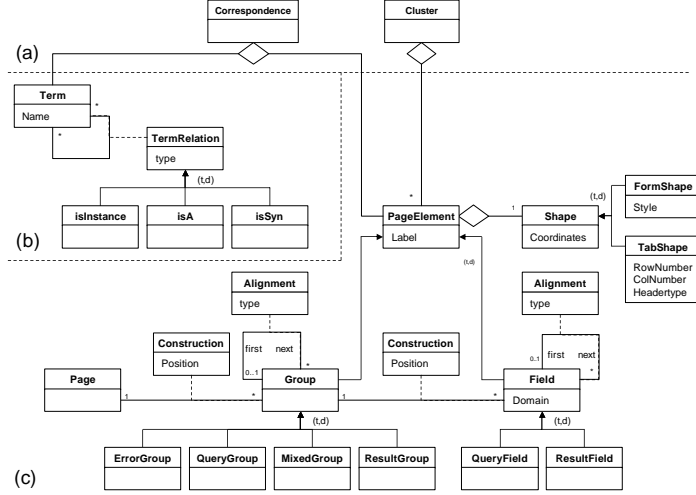 Correspondence
Cluster
(a)
Term
Name
*
*
TermRelation
type
(t,d)
isInstance
isA
isSyn
(b)
*
PageElement
Label
1
Shape
Coordinates
(t,d)
FormShape
Style
TabShape
RowNumber
ColNumber
Headertype
(t,d)
Alignment
type
Alignment
type
Construction
Position
first next
0..1
*
Construction
Position
first next
0..1
*
Page
1
*
Group
1
*
Field
Domain
(t,d)
(t,d)
ErrorGroup
QueryGroup
MixedGroup
ResultGroup
QueryField
ResultField
(c)